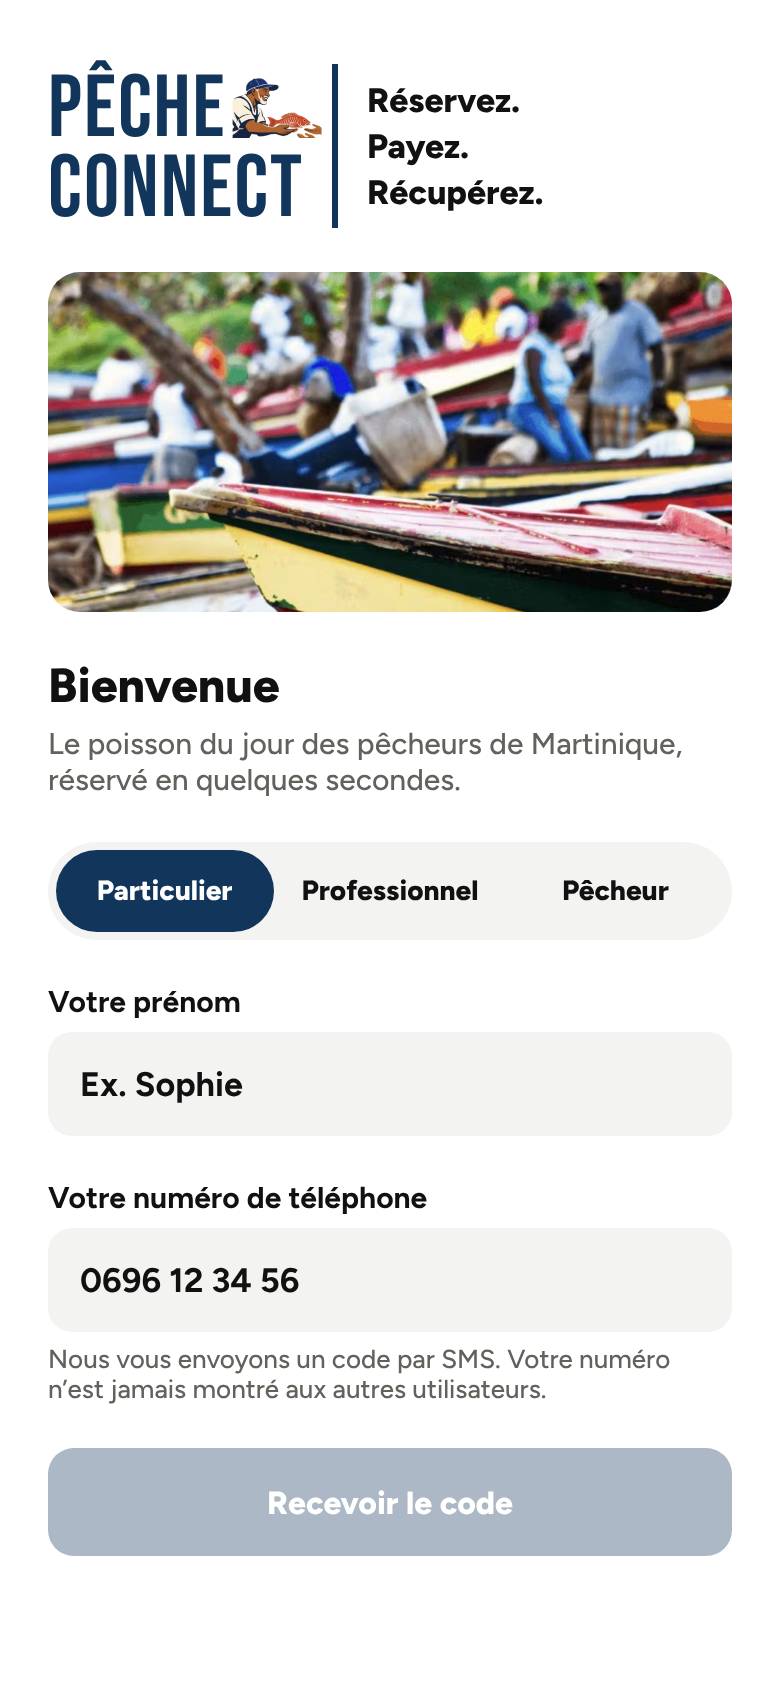 PÊCHE
CONNECT
Réservez.
Payez.
Récupérez.
Bienvenue
Le poisson du jour des pêcheurs de Martinique,
réservé en quelques secondes.
Particulier Professionnel Pêcheur
Votre prénom
Ex. Sophie
Votre numéro de téléphone
0696 12 34 56
Nous vous envoyons un code par SMS. Votre numéro
n’est jamais montré aux autres utilisateurs.
Recevoir le code